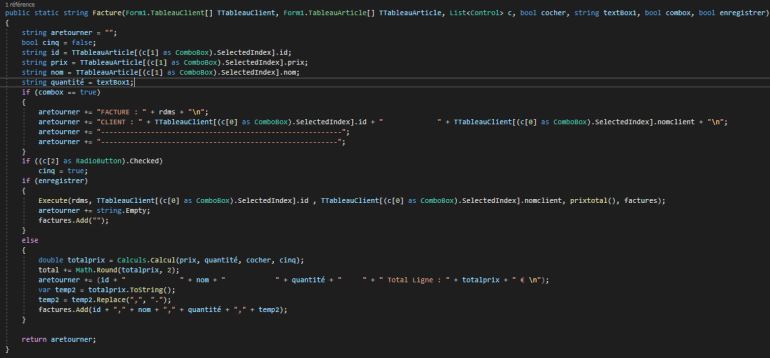 1 référence
public static string Facture(Form1.TableauClient[] TTableauClient, Form1.TableauArticle[] TTableauArticle, List<Control> c, bool cocher, string textBox1, bool combox, bool enregistrer)
{
string aretourner = "";
bool cinq = false;
string id = TTableauArticle[(c[1] as ComboBox).SelectedIndex].id;
string prix = TTableauArticle[(c[1] as ComboBox).SelectedIndex].prix;
string nom = TTableauArticle[(c[1] as ComboBox).SelectedIndex].nom;
string quantité = textBox1;
if (combox == true)
{
aretourner += "FACTURE : " + rdms + "\n";
aretourner += "CLIENT : " + TTableauClient[(c[0] as ComboBox).SelectedIndex].id + "             " + TTableauClient[(c[0] as ComboBox).SelectedIndex].nomclient + "\n";
aretourner += "------------------------------------------------------------";
aretourner += "-----------------------------------------------------------";
}
if ((c[2] as RadioButton).Checked)
cinq = true;
if (enregistrer)
{
Execute(rdms, TTableauClient[(c[0] as ComboBox).SelectedIndex].id , TTableauClient[(c[0] as ComboBox).SelectedIndex].nomclient, prixtotal(), factures);
aretourner += string.Empty;
factures.Add("");
}
else
{
double totalprix = Calculs.Calcul(prix, quantité, cocher, cinq);
total += Math.Round(totalprix, 2);
aretourner += (id + "             " + nom + "            " + quantité + "     " + " Total Ligne : " + totalprix + " € \n");
var temp2 = totalprix.ToString();
temp2 = temp2.Replace(",", ".");
factures.Add(id + "," + nom + "," + quantité + "," + temp2);
}
return aretourner;
}